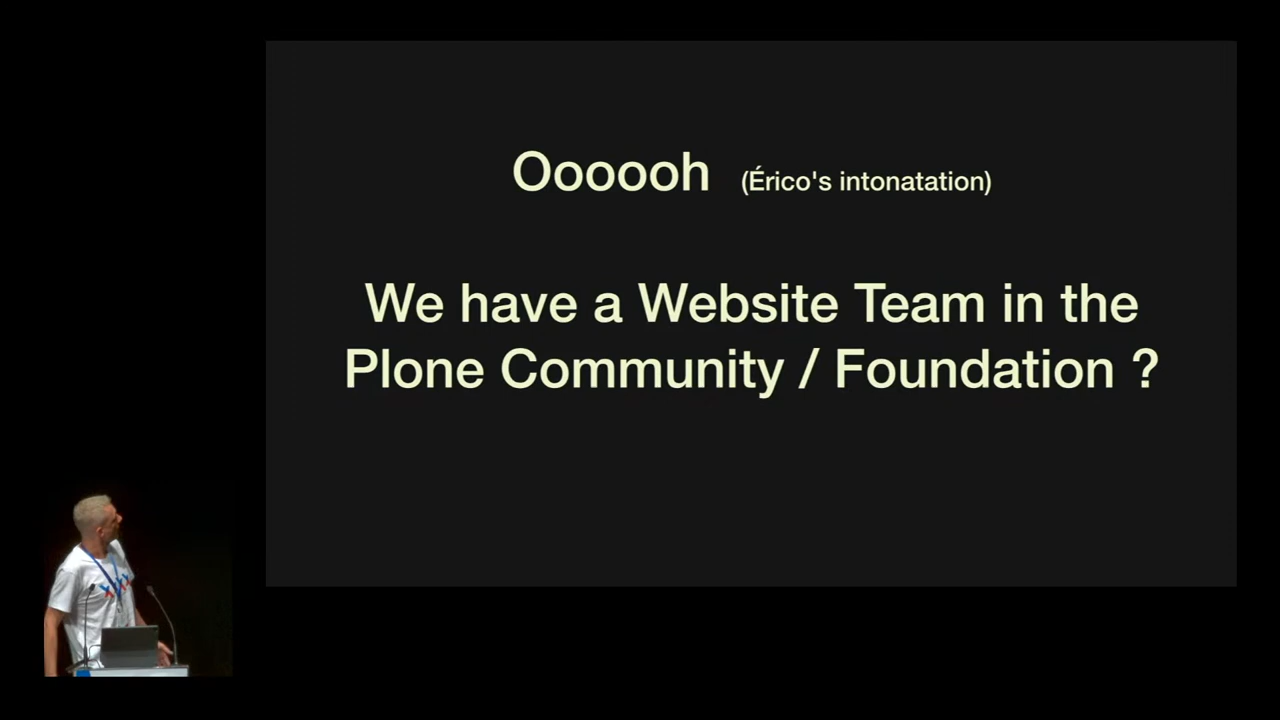 Oooooh (Érico's intonatation)
We have a Website Team in the
Plone Community / Foundation ?